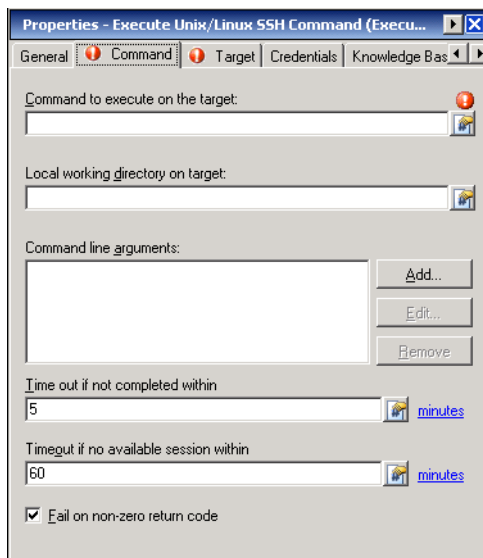 Properties - Execute Unix/Linux SSH Command (Execu...
General Command Target Credentials Knowledge Bas
Command to execute on the target:
Local working directory on target:
Command line arguments:
Add...
Edit...
Remove
Time out if not completed within
5 minutes
Timeout if no available session within
60 minutes
Fail on non-zero return code